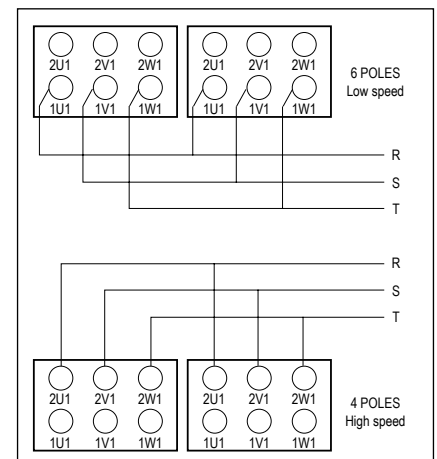 2U1 2V1 2W1 2U1 2V1 2W1
1U1 1V1 1W1 1U1 1V1 1W1
6 POLES
Low speed
R
S
T
R
S
T
2U1 2V1 2W1 2U1 2V1 2W1
1U1 1V1 1W1 1U1 1V1 1W1
4 POLES
High speed